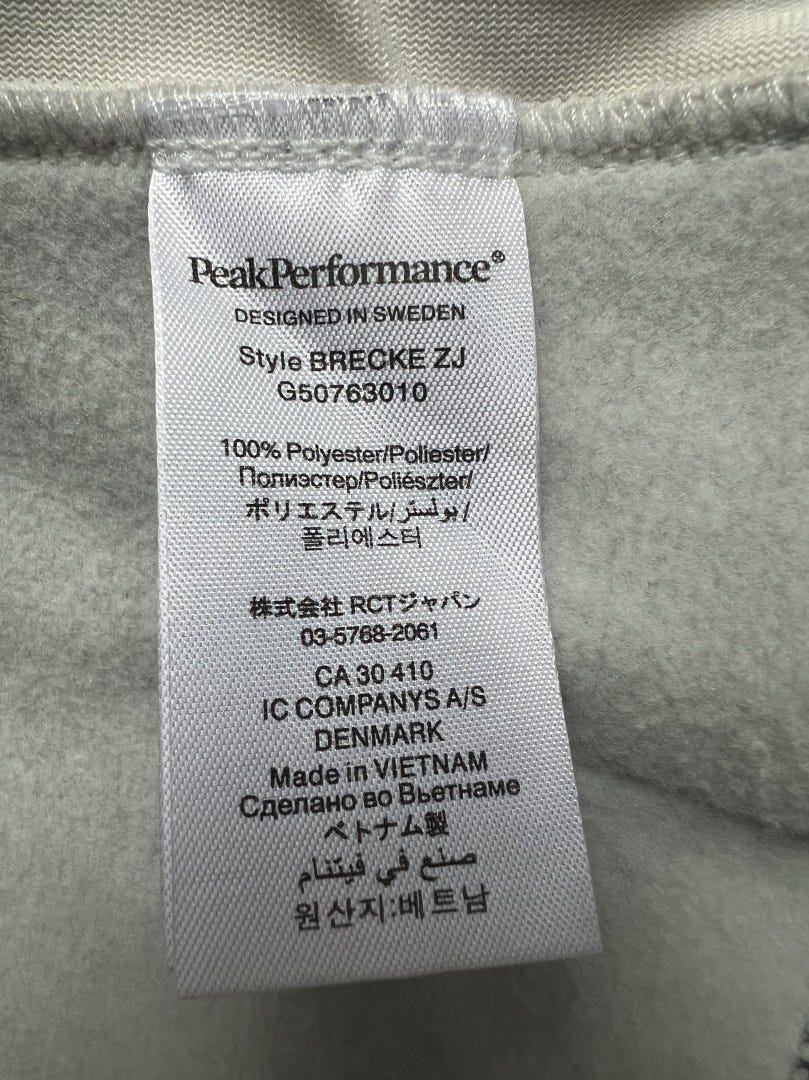 PeakPerformance®
DESIGNED IN SWEDEN
Style BRECKE ZJ
G50763010
100% Polyester/Poliester/
Полиэстер/Poliészter/
ポリエステル/بولستر/
폴리에스터
株式会社 RCTジャパン
03-5768-2061
CA 30 410
IC COMPANYS A/S
DENMARK
Made in VIETNAM
Сделано во Вьетнаме
ベトナム製
صنع في فيتنام
원산지:베트남